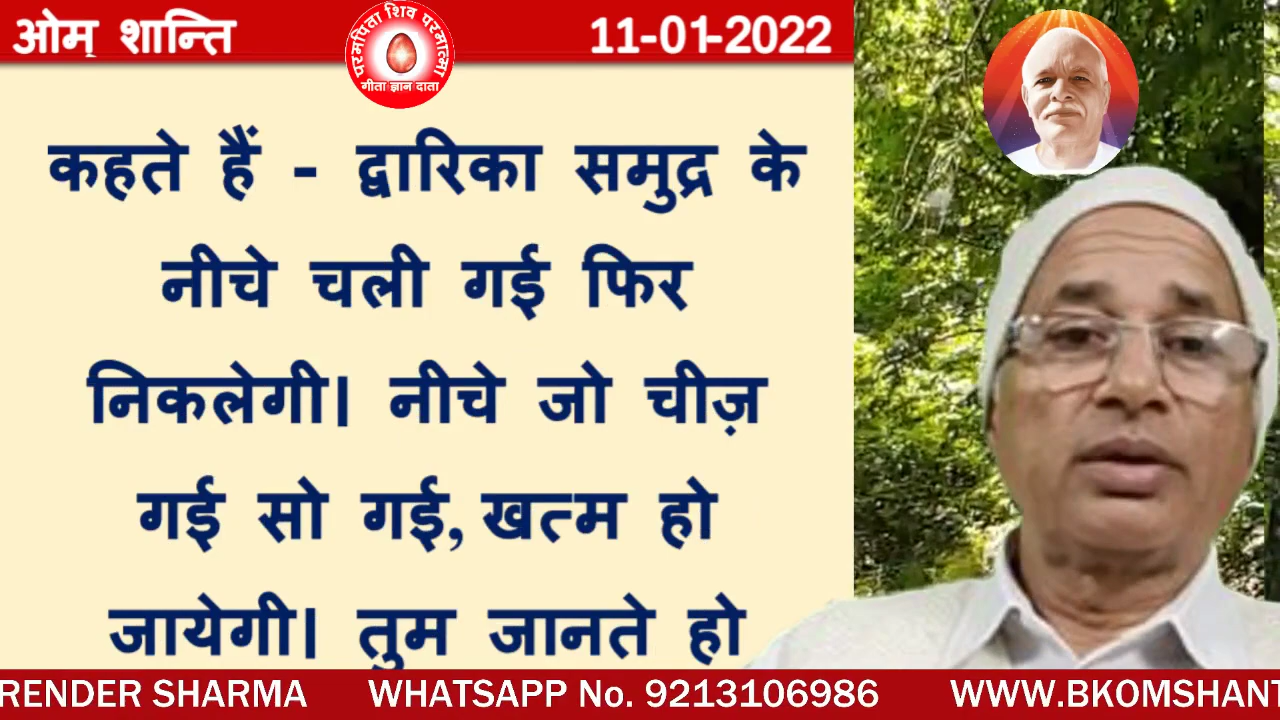 ओम् शान्ति
परमपिता शिव परमात्मा
गीता ज्ञान दाता
11-01-2022
कहते हैं - द्वारिका समुद्र के
नीचे चली गई फिर
निकलेगी। नीचे जो चीज़
गई सो गई, खत्म हो
जायेगी। तुम जानते हो
RENDER SHARMA WHATSAPP No. 9213106986 WWW.BKOMSHANT